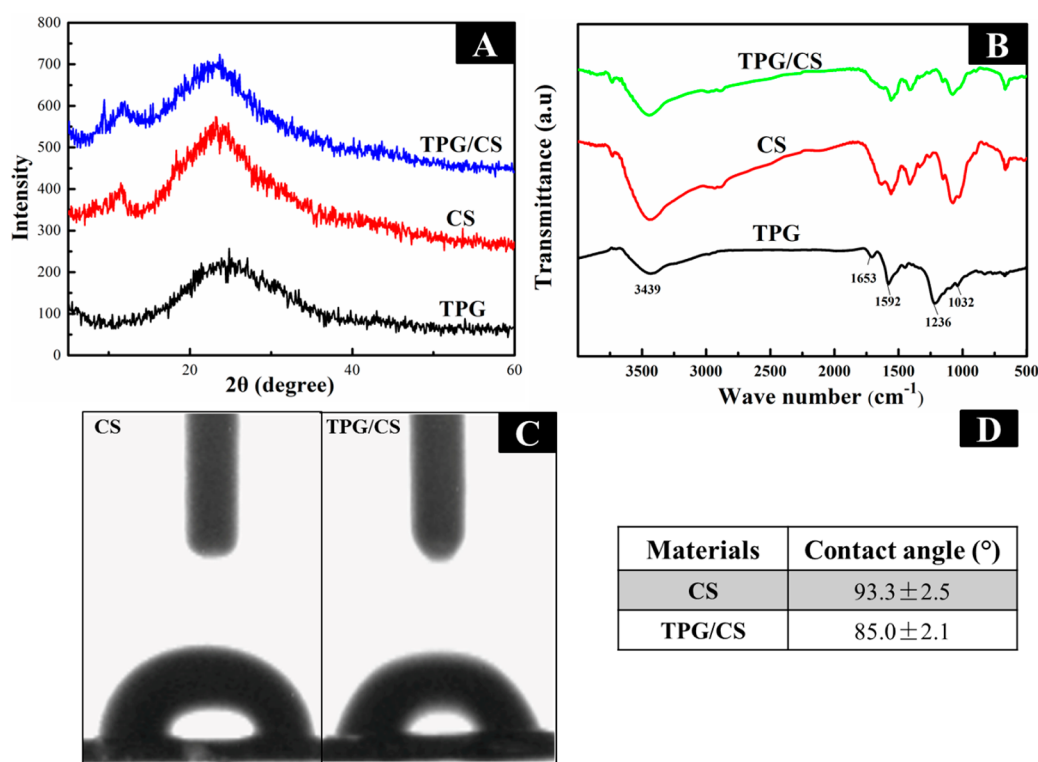 A
800
700
600
500
400
300
200
100
0
Intensity
TPG/CS
CS
TPG
20 40 60
2θ (degree)
B
Transmittance (a.u)
TPG/CS
CS
TPG
3439
1653
1592
1236
1032
3500 3000 2500 2000 1500 1000 500
Wave number (cm⁻¹)
CS
TPG/CS
C
D
Materials Contact angle (°)
CS 93.3±2.5
TPG/CS 85.0±2.1